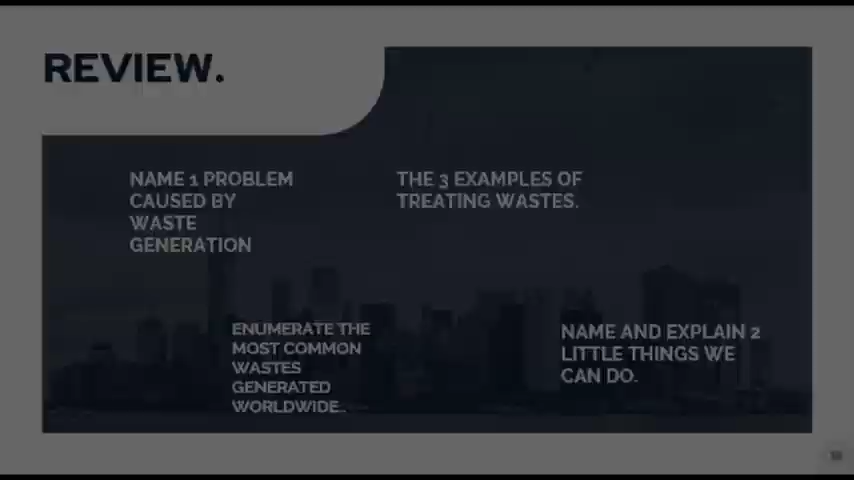 REVIEW.
NAME 1 PROBLEM
CAUSED BY
WASTE
GENERATION
THE 3 EXAMPLES OF
TREATING WASTES.
ENUMERATE THE
MOST COMMON
WASTES
GENERATED
WORLDWIDE..
NAME AND EXPLAIN 2
LITTLE THINGS WE
CAN DO.